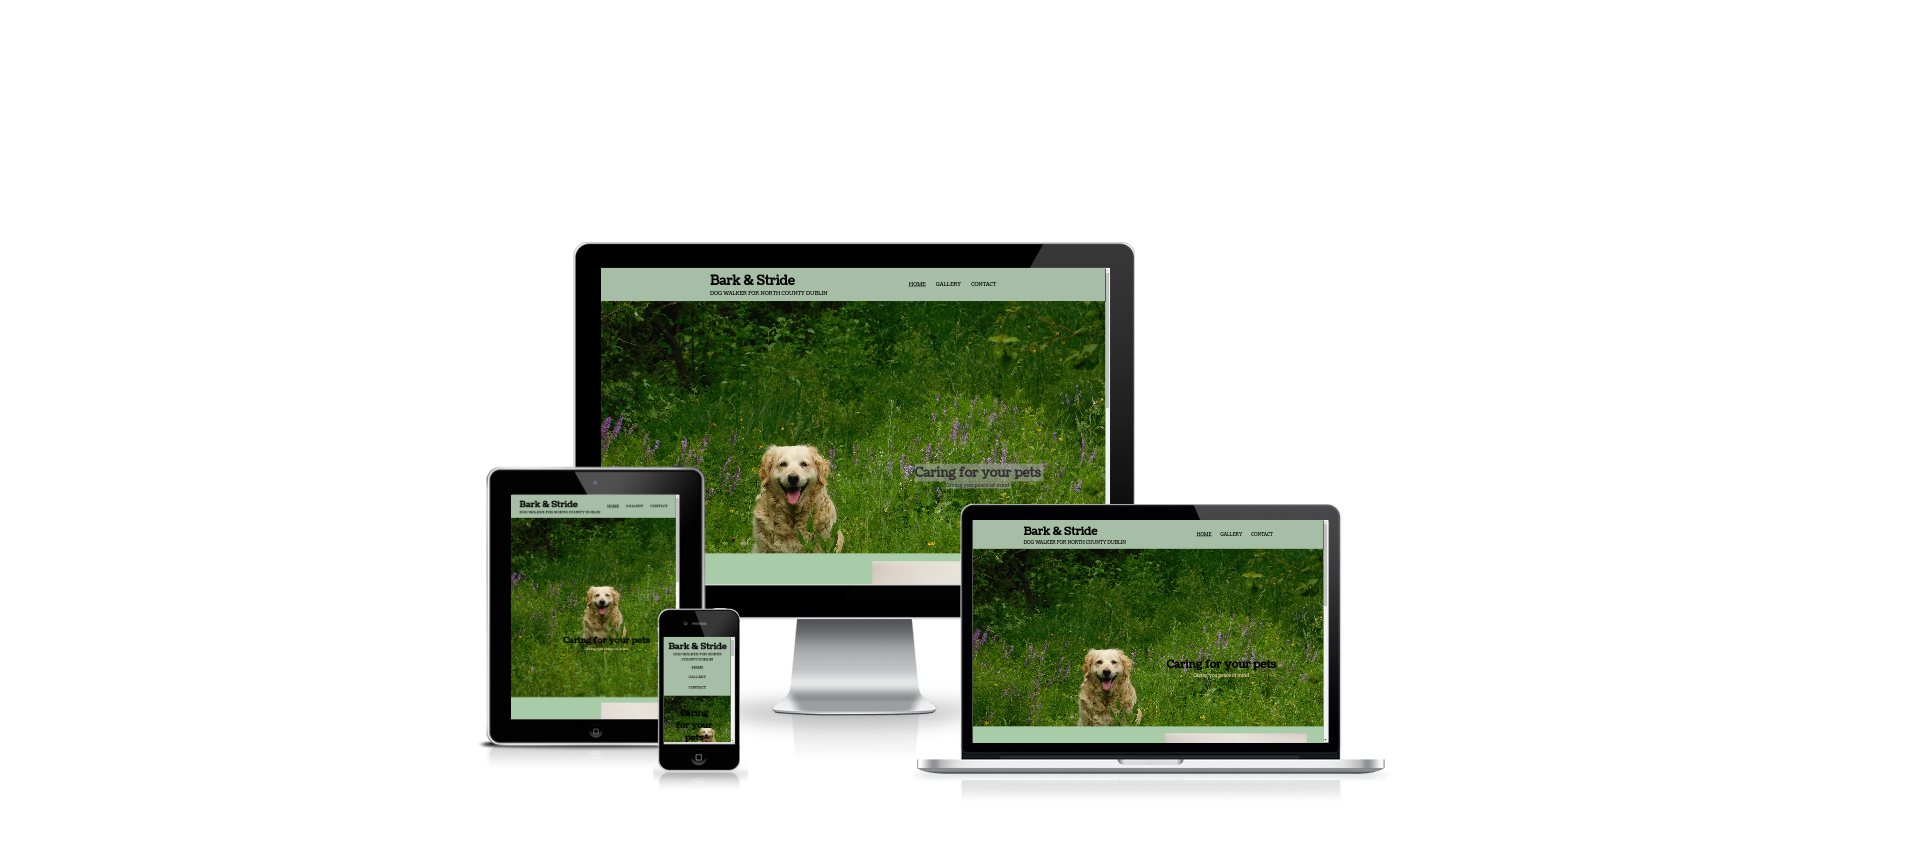 Bark & Stride
DOG WALKER FOR NORTH COUNTY DUBLIN
HOME GALLERY CONTACT
Caring for your pets
Giving you peace of mind
Bark & Stride
DOG WALKER FOR NORTH COUNTY DUBLIN
HOME GALLERY CONTACT
Caring for your pets
Giving you peace of mind
Bark & Stride
DOG WALKER FOR NORTH
COUNTY DUBLIN
HOME
GALLERY
CONTACT
Caring
for your
pets
Bark & Stride
DOG WALKER FOR NORTH COUNTY DUBLIN
HOME GALLERY CONTACT
Caring for your pets
Giving you peace of mind